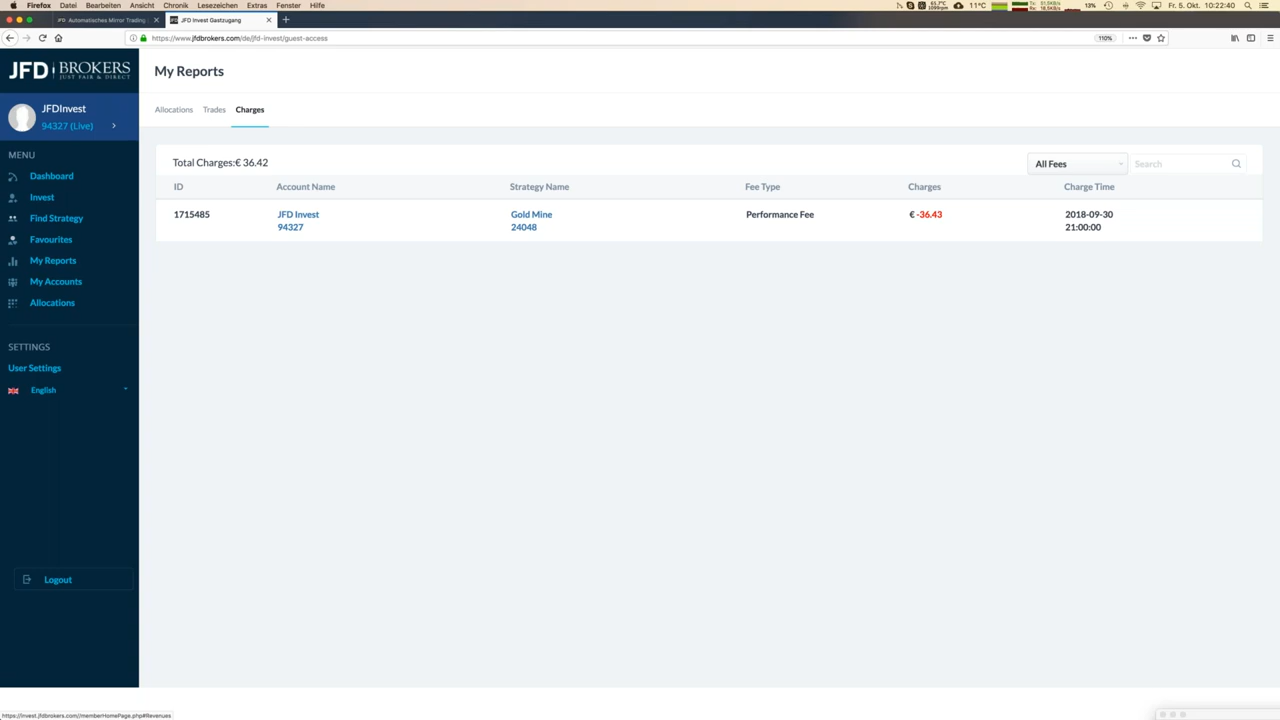 Firefox Datei Bearbeiten Ansicht Chronik Lesezeichen Extras Fenster Hilfe
11°C 13% Fr. 5. Okt. 10:22:40
Automatisches Mirror Trading
JFD Invest Gastzugang
https://www.jfdbrokers.com/de/jfd-invest/guest-access
110%
JFD BROKERS
JUST FAIR & DIRECT
JFDInvest
94327 (Live)
MENU
Dashboard
Invest
Find Strategy
Favourites
My Reports
My Accounts
Allocations
SETTINGS
User Settings
English
Logout
My Reports
Allocations Trades Charges
Total Charges:€ 36.42
All Fees
Search
ID Account Name Strategy Name Fee Type Charges Charge Time
1715485 JFD Invest Gold Mine Performance Fee € -36.43 2018-09-30
94327 24048 21:00:00
https://invest.jfdbrokers.com//memberHomePage.php#Revenues